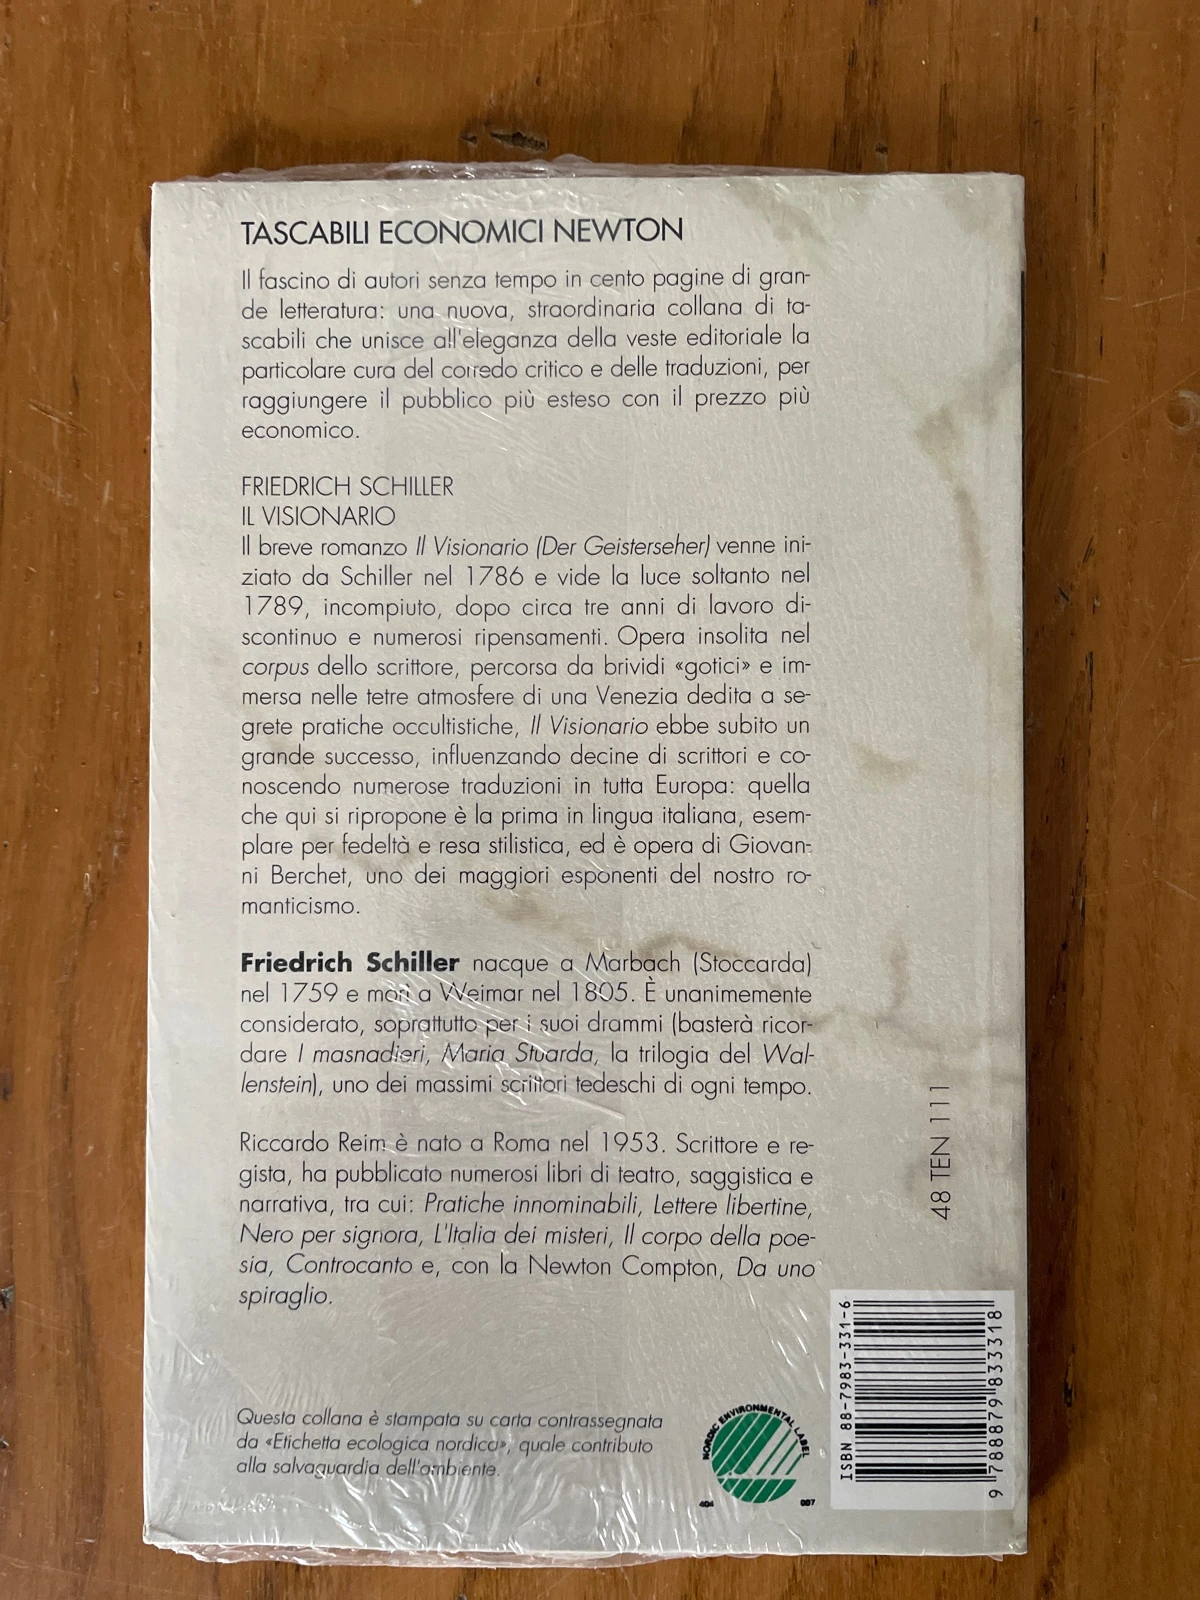 TASCABILI ECONOMICI NEWTON
Il fascino di autori senza tempo in cento pagine di gran-
de letteratura: una nuova, straordinaria collana di ta-
scabili che unisce all'eleganza della veste editoriale la
particolare cura del corredo critico e delle traduzioni, per
raggiungere il pubblico più esteso con il prezzo più
economico.
FRIEDRICH SCHILLER
IL VISIONARIO
Il breve romanzo Il Visionario (Der Geisterseher) venne ini-
ziato da Schiller nel 1786 e vide la luce soltanto nel
1789, incompiuto, dopo circa tre anni di lavoro di-
scontinuo e numerosi ripensamenti. Opera insolita nel
corpus dello scrittore, percorsa da brividi «gotici» e im-
mersa nelle tetre atmosfere di una Venezia dedita a se-
grete pratiche occultistiche, Il Visionario ebbe subito un
grande successo, influenzando decine di scrittori e co-
noscendo numerose traduzioni in tutta Europa: quella
che qui si ripropone è la prima in lingua italiana, esem-
plare per fedeltà e resa stilistica, ed è opera di Giovan-
ni Berchet, uno dei maggiori esponenti del nostro ro-
manticismo.
Friedrich Schiller nacque a Marbach (Stoccarda)
nel 1759 e morì a Weimar nel 1805. È unanimemente
considerato, soprattutto per i suoi drammi (basterà ricor-
dare I masnadieri, Maria Stuarda, la trilogia del Wal-
lenstein), uno dei massimi scrittori tedeschi di ogni tempo.
Riccardo Reim è nato a Roma nel 1953. Scrittore e re-
gista, ha pubblicato numerosi libri di teatro, saggistica e
narrativa, tra cui: Pratiche innominabili, Lettere libertine,
Nero per signora, L'Italia dei misteri, Il corpo della poe-
sia, Controcanto e, con la Newton Compton, Da uno
spiraglio.
48 TEN 111
Questa collana è stampata su carta contrassegnata
da «Etichetta ecologica nordica», quale contributo
alla salvaguardia dell'ambiente.
NORDIC ENVIRONMENTAL LABEL
404 007
ISBN 88-7983-331-6
9 788879 833318